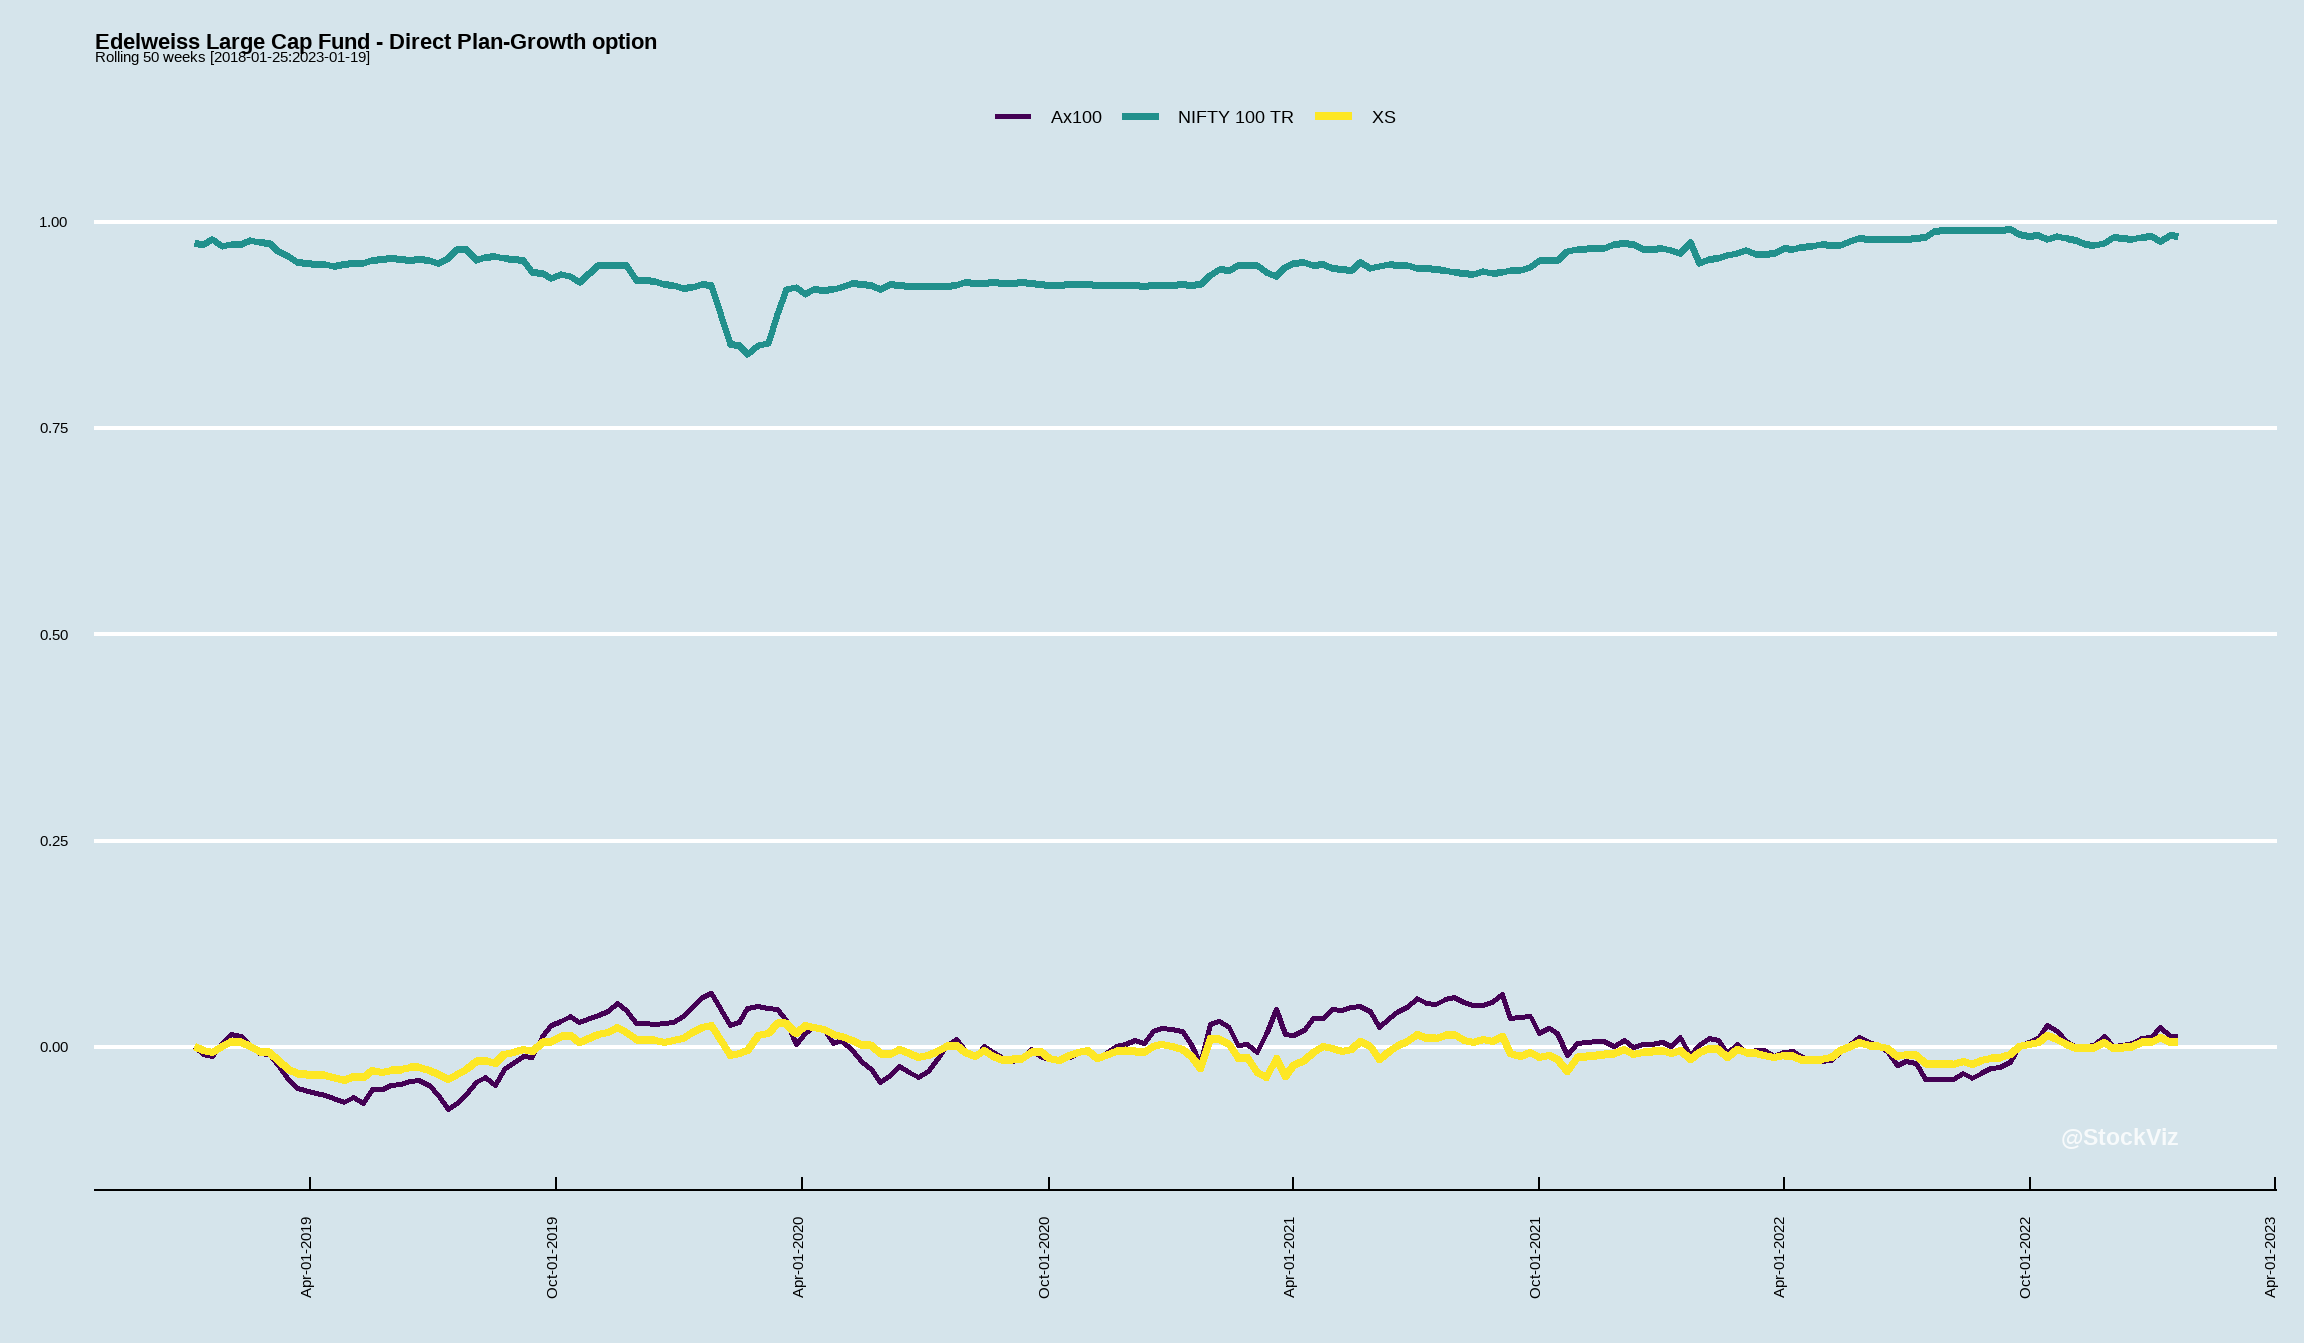 Edelweiss Large Cap Fund - Direct Plan-Growth option
Rolling 50 weeks [2018-01-25:2023-01-19]
Ax100 NIFTY 100 TR XS
1.00
0.75
0.50
0.25
0.00
@StockViz
Apr-01-2019 Oct-01-2019 Apr-01-2020 Oct-01-2020 Apr-01-2021 Oct-01-2021 Apr-01-2022 Oct-01-2022 Apr-01-2023